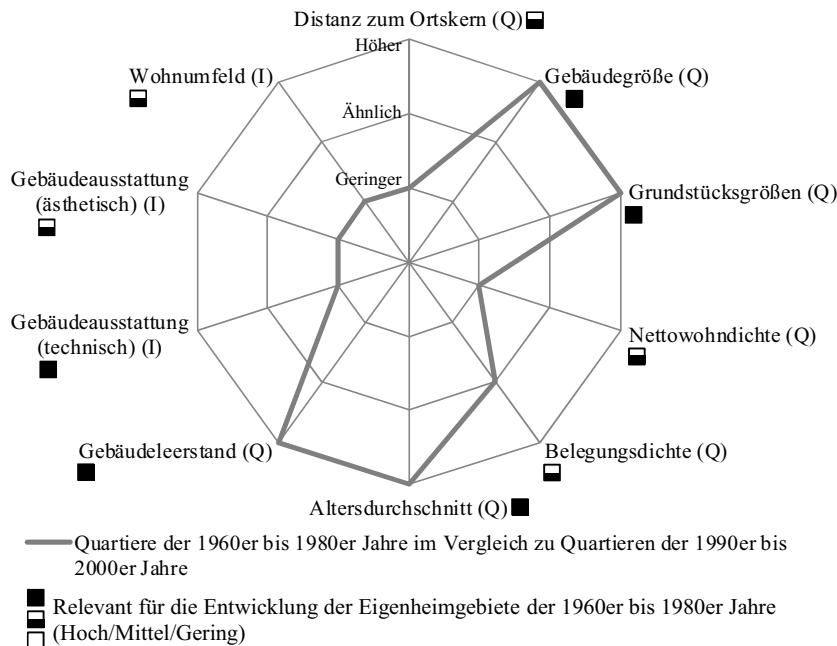 Distanz zum Ortskern (Q)
Höher
Wohnumfeld (I)
Gebäudegröße (Q)
Ähnlich
Gebäudeausstattung
(ästhetisch) (I)
Geringer
Grundstücksgrößen (Q)
Gebäudeausstattung
(technisch) (I)
Nettowohndichte (Q)
Gebäudeleerstand (Q)
Belegungsdichte (Q)
Altersdurchschnitt (Q)
Quartiere der 1960er bis 1980er Jahre im Vergleich zu Quartieren der 1990er bis
2000er Jahre
Relevant für die Entwicklung der Eigenheimgebiete der 1960er bis 1980er Jahre
(Hoch/Mittel/Gering)